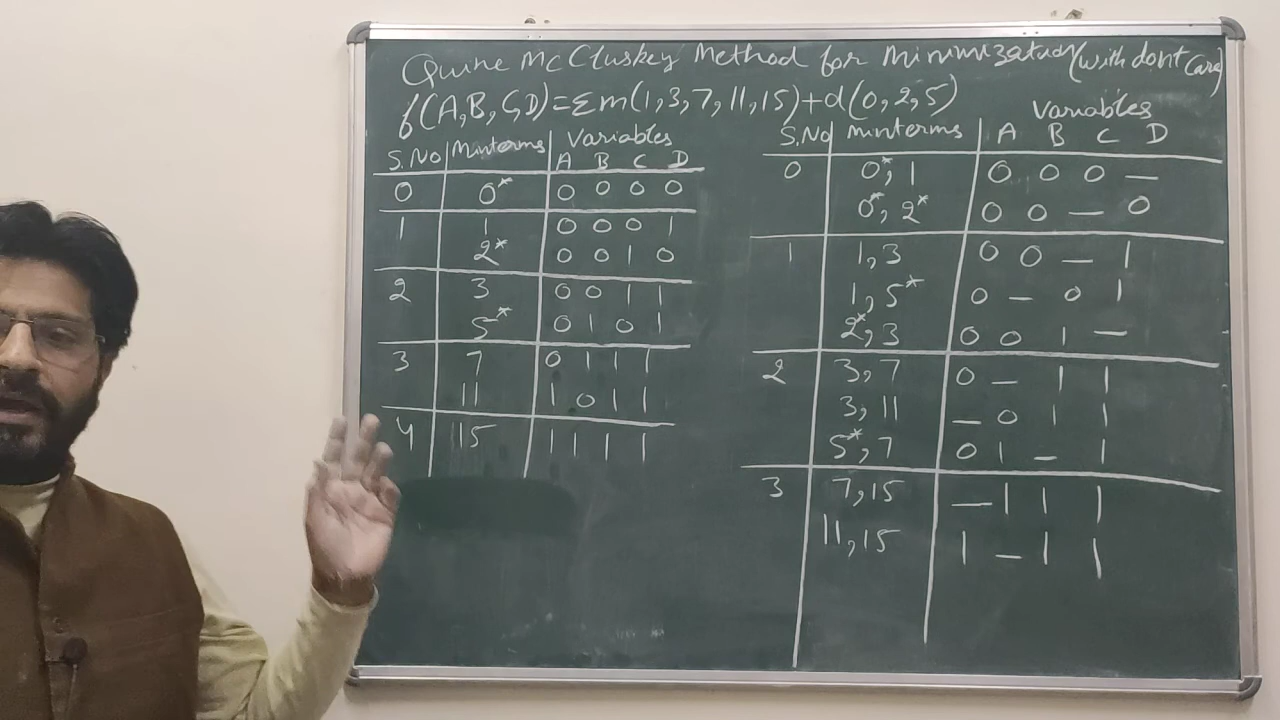 Quine McCluskey Method for Minimization (with dont care)
f(A,B,C,D)=Σm(1,3,7,11,15)+d(0,2,5)
S.No Minterms Variables
A B C D
0 0* 0 0 0 0
1 1 0 0 0 1
2* 0 0 1 0
2 3 0 0 1 1
5* 0 1 0 1
3 7 0 1 1 1
11 1 0 1 1
4 15 1 1 1 1
Variables
S.No Minterms A B C D
0 0*,1 0 0 0 —
0*,2* 0 0 — 0
1 1,3 0 0 — 1
1,5* 0 — 0 1
2*,3 0 0 1 —
2 3,7 0 — 1 1
3,11 — 0 1 1
5*,7 0 1 — 1
3 7,15 — 1 1 1
11,15 1 — 1 1